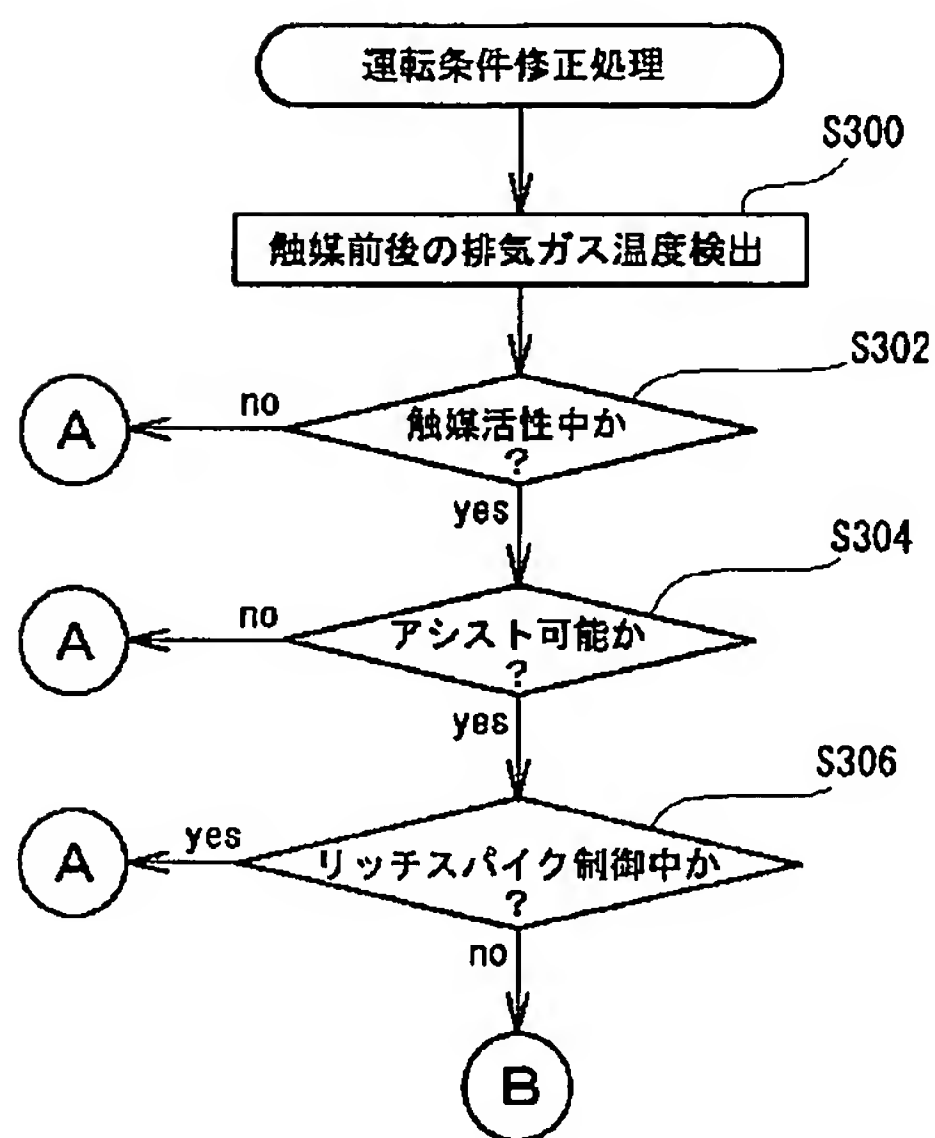 運転条件修正処理
S300
触媒前後の排気ガス温度検出
S302
触媒活性中か
?
A
no
yes
S304
アシスト可能か
?
A
no
yes
S306
リッチスパイク制御中か
?
A
yes
no
B